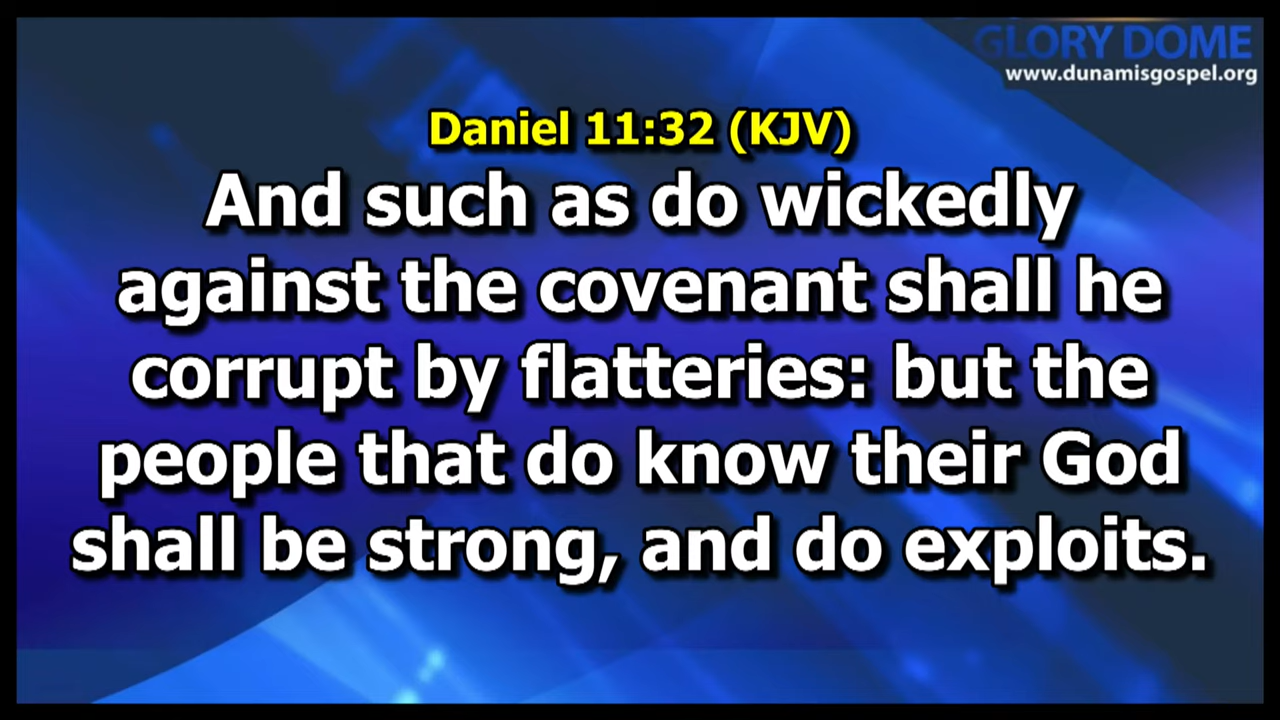 GLORY DOME
www.dunamisgospel.org
Daniel 11:32 (KJV)
And such as do wickedly
against the covenant shall he
corrupt by flatteries: but the
people that do know their God
shall be strong, and do exploits.